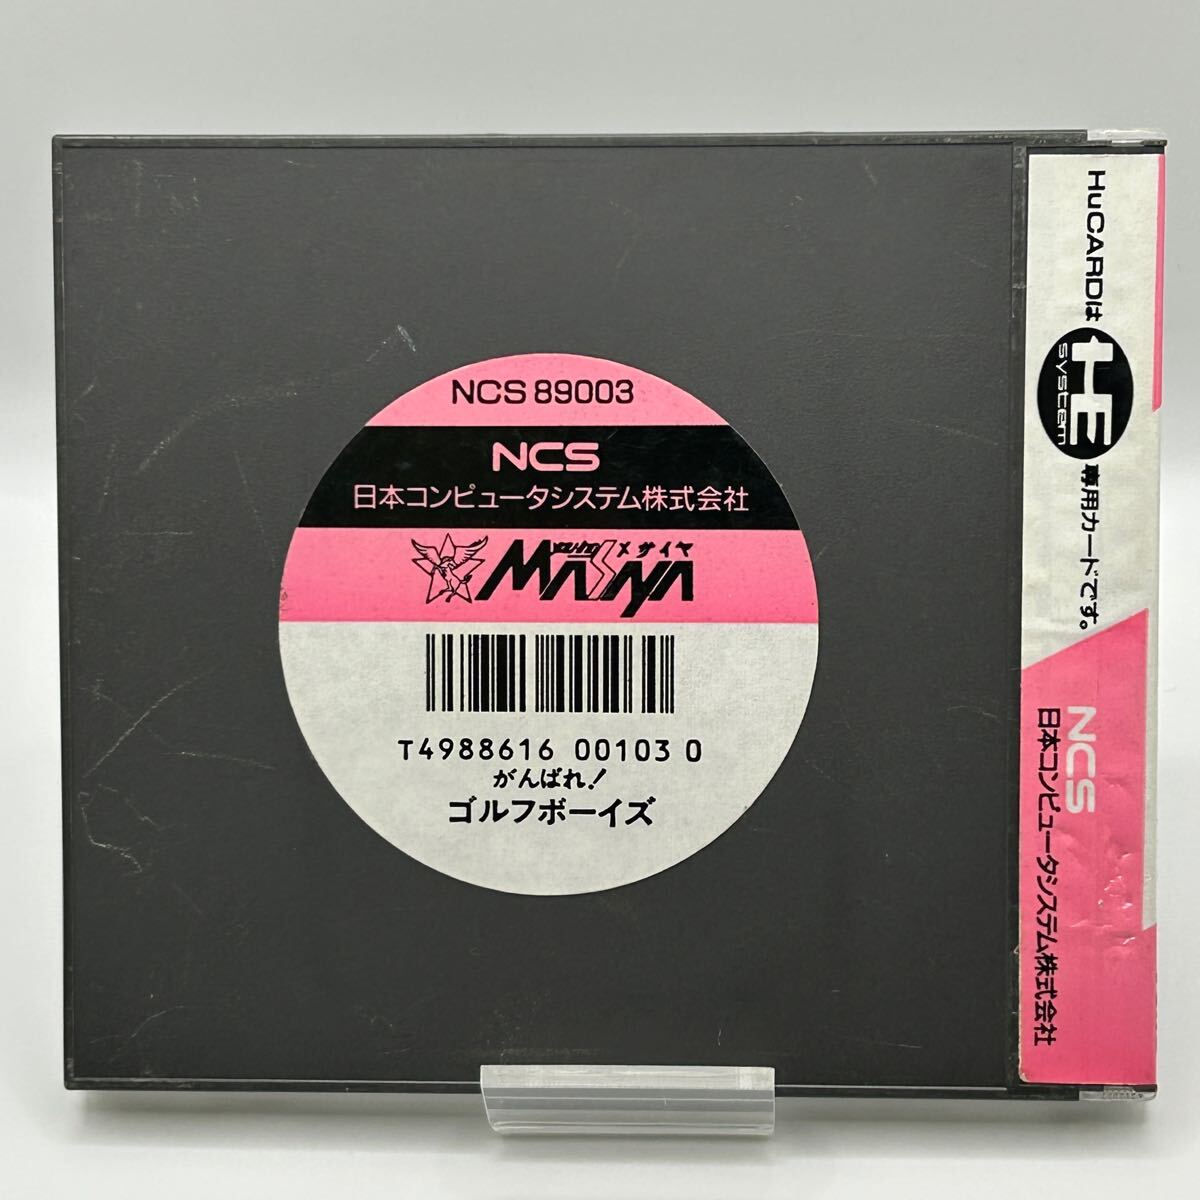 NCS 89003
NCS
日本コンピュータシステム株式会社
メサイヤ
MASAYA
T4988616 00103 0
がんばれ!
ゴルフボーイズ
HuCARDは
HE
system
専用カードです。
NCS
日本コンピュータシステム株式会社